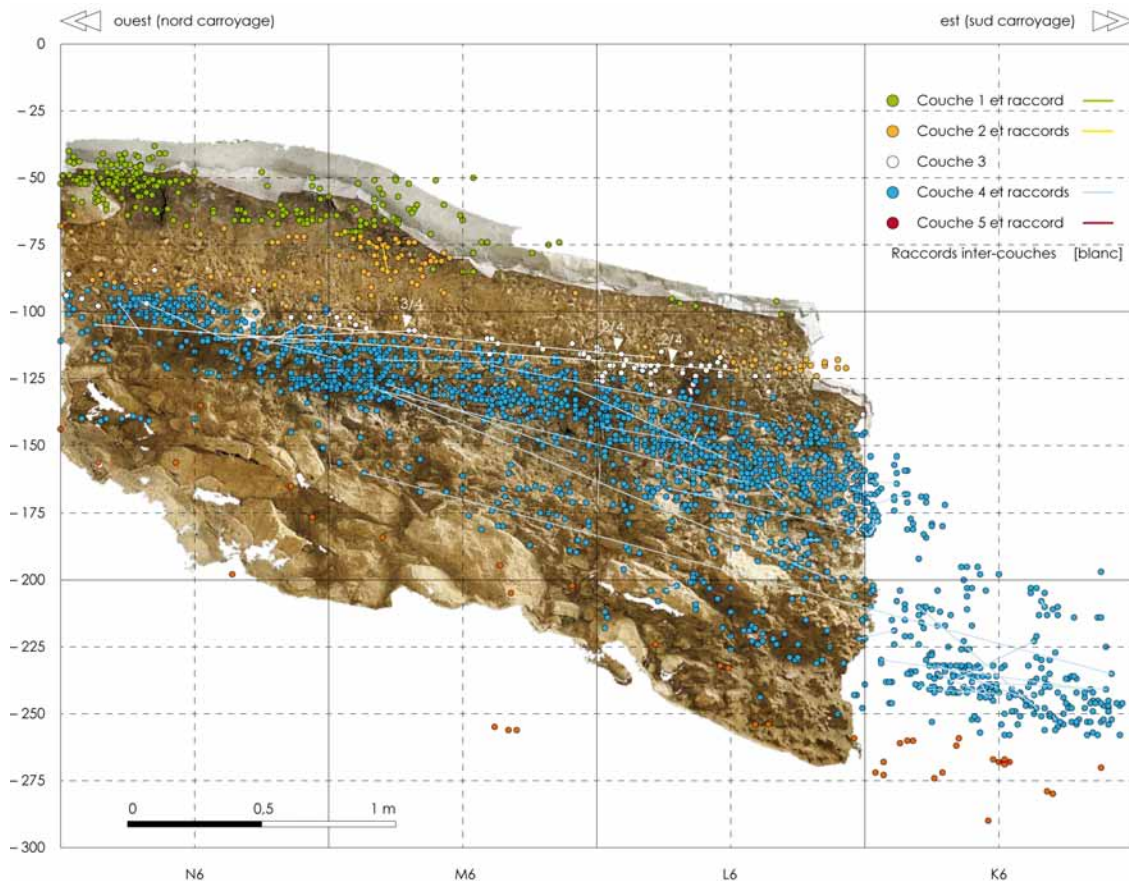 ouest (nord carroyage)
est (sud carroyage)
0
– 25
– 50
– 75
– 100
– 125
– 150
– 175
– 200
– 225
– 250
– 275
– 300
Couche 1 et raccord
Couche 2 et raccords
Couche 3
Couche 4 et raccords
Couche 5 et raccord
Raccords inter-couches [blanc]
3/4
2/4
2/4
0 0,5 1 m
N6 M6 L6 K6